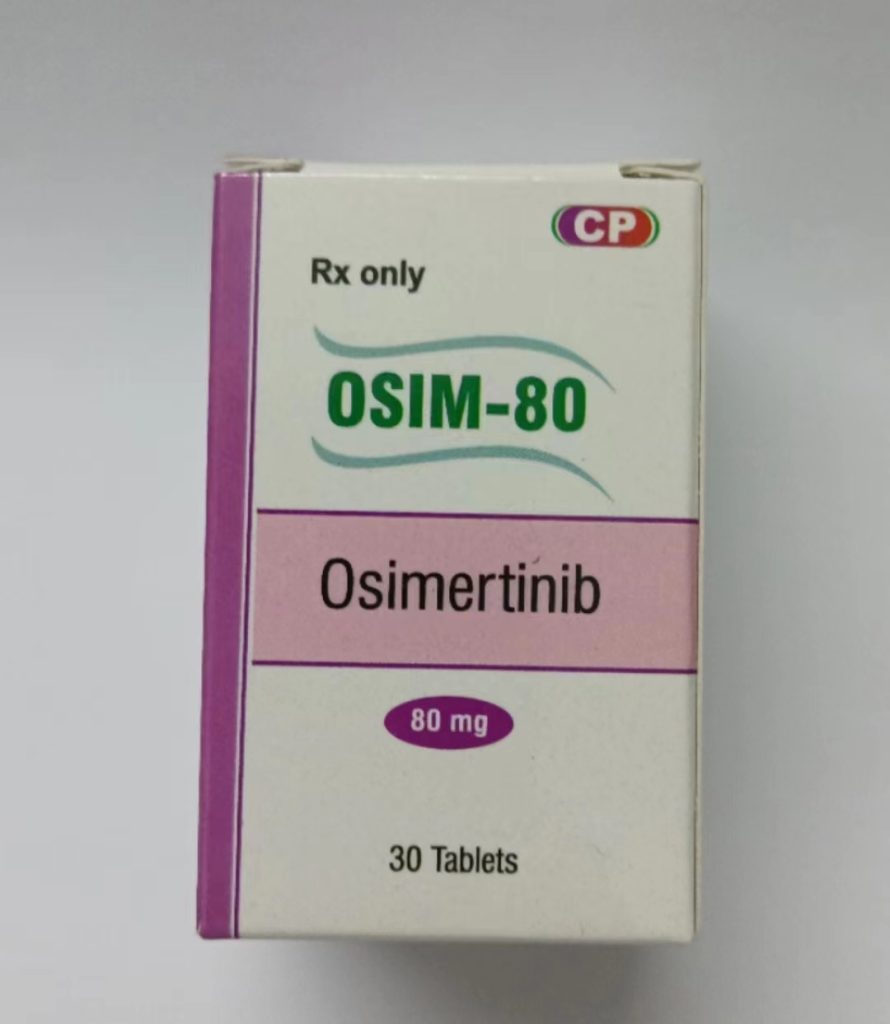 CP
Rx only
OSIM-80
Osimertinib
80 mg
30 Tablets